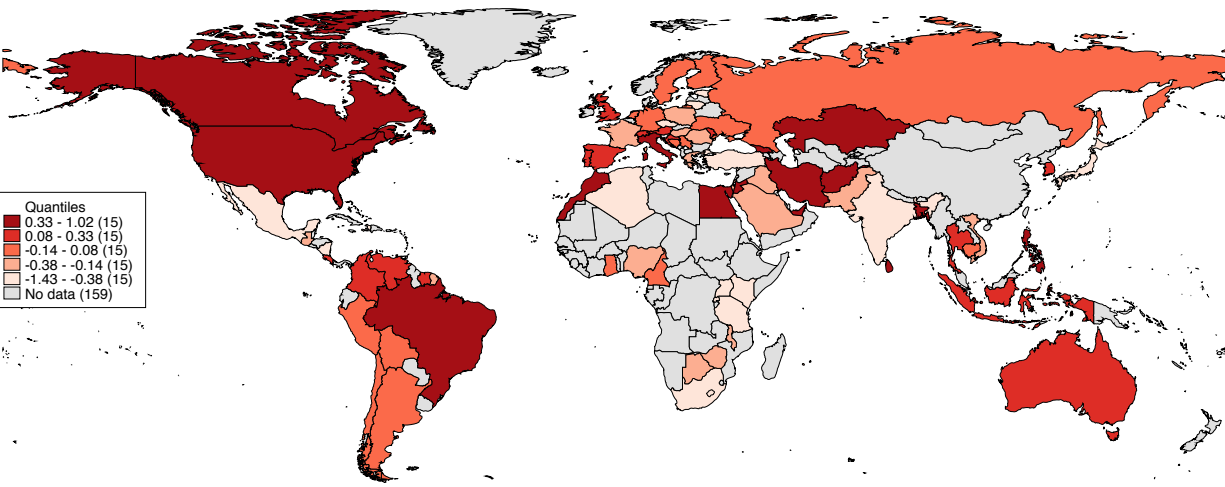 Quantiles
0.33 - 1.02 (15)
0.08 - 0.33 (15)
-0.14 - 0.08 (15)
-0.38 - -0.14 (15)
-1.43 - -0.38 (15)
No data (159)